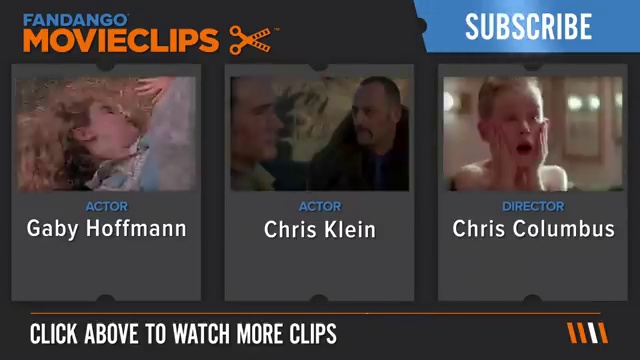 FANDANGO
MOVIECLIPS
SUBSCRIBE
ACTOR
Gaby Hoffmann
ACTOR
Chris Klein
DIRECTOR
Chris Columbus
CLICK ABOVE TO WATCH MORE CLIPS